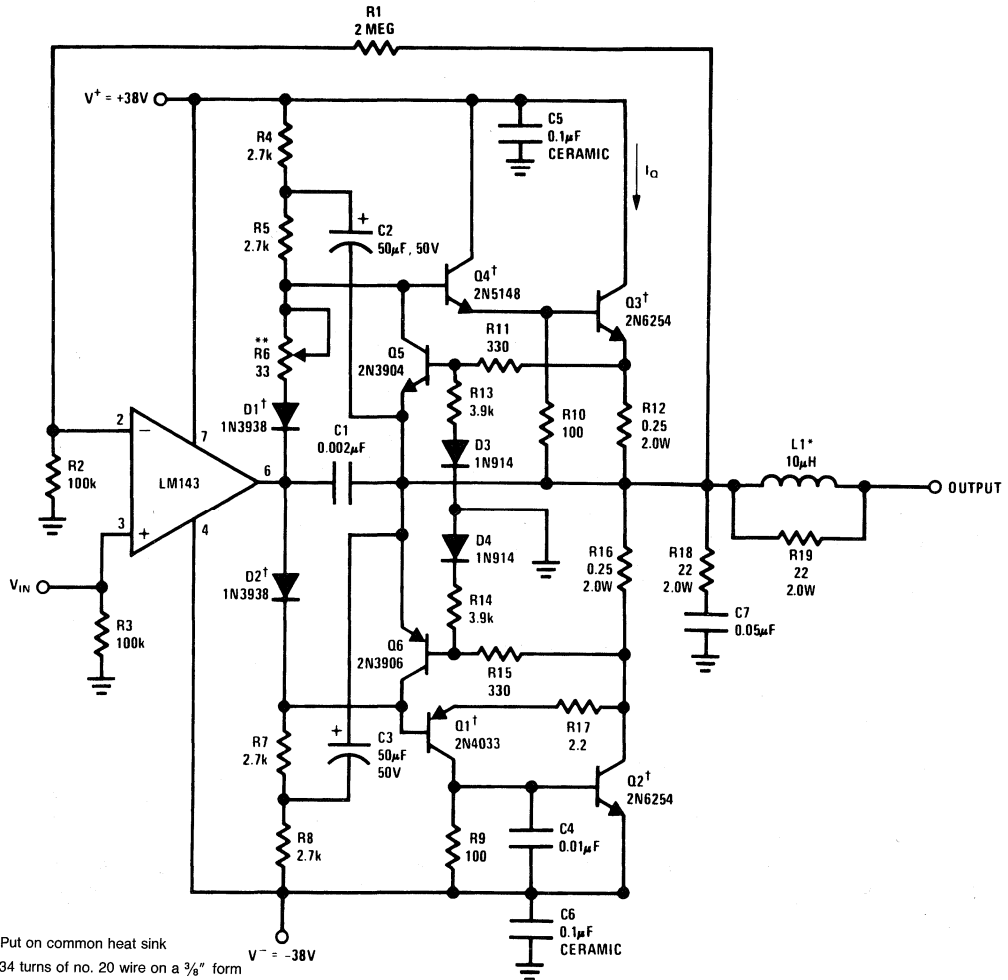 R1
2 MEG
V+ = +38V
R4
2.7k
C5
0.1µF
CERAMIC
IQ
R5
2.7k
+
C2
50µF, 50V
Q4†
2N5148
Q3†
2N6254
**
R6
33
Q5
2N3904
R11
330
D1†
1N3938
R13
3.9k
R10
100
R12
0.25
2.0W
C1
0.002µF
D3
1N914
L1*
10µH
2
−
7
R2
100k
LM143
6
OUTPUT
3
+
4
VIN
R3
100k
D2†
1N3938
D4
1N914
R16
0.25
2.0W
R18
22
2.0W
R19
22
2.0W
R14
3.9k
C7
0.05µF
Q6
2N3906
R15
330
R7
2.7k
+
C3
50µF
50V
Q1†
2N4033
R17
2.2
Q2†
2N6254
R8
2.7k
R9
100
C4
0.01µF
C6
0.1µF
CERAMIC
V− = −38V
Put on common heat sink
34 turns of no. 20 wire on a ⅜″ form